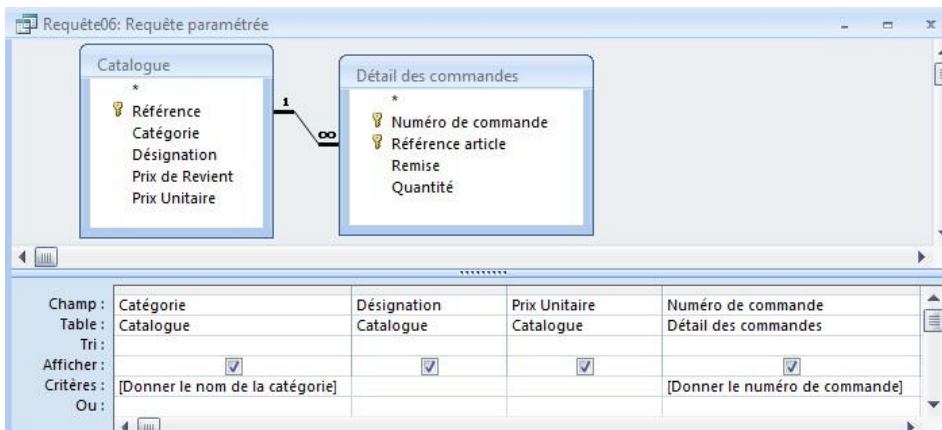 Requête06: Requête paramétrée
Catalogue
*
Référence
Catégorie
Désignation
Prix de Revient
Prix Unitaire
1
∞
Détail des commandes
*
Numéro de commande
Référence article
Remise
Quantité
Champ : Catégorie Désignation Prix Unitaire Numéro de commande
Table : Catalogue Catalogue Catalogue Détail des commandes
Tri :
Afficher :
Critères : [Donner le nom de la catégorie] [Donner le numéro de commande]
Ou :